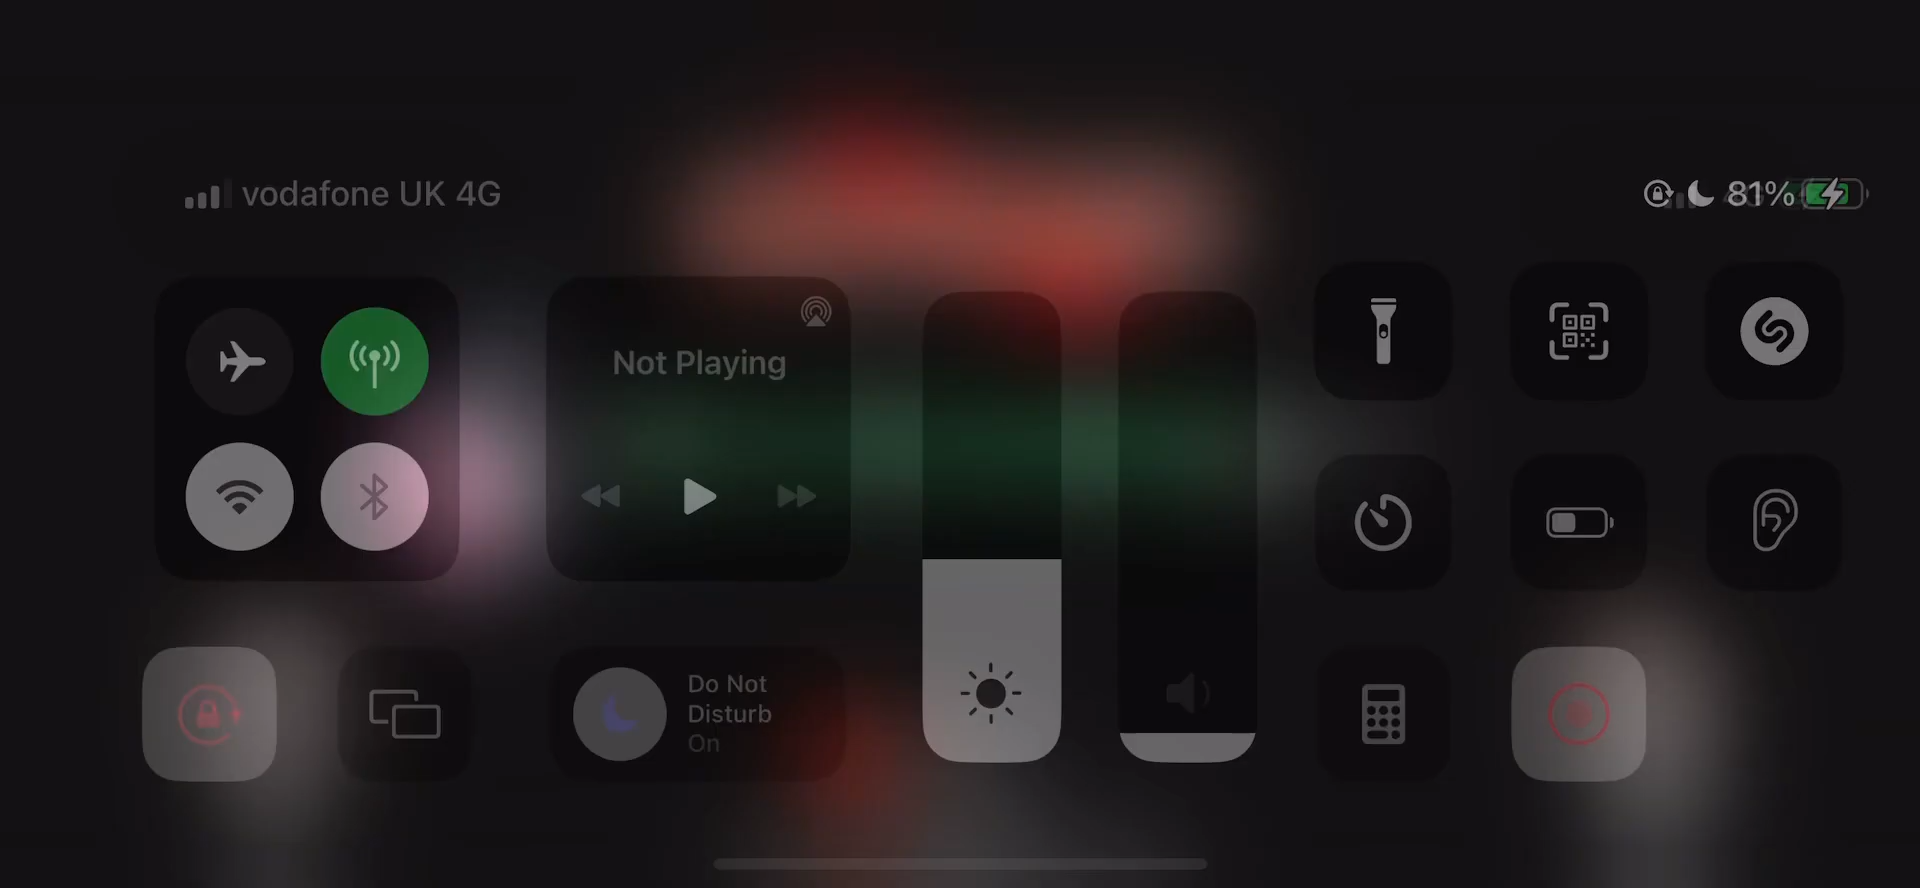 vodafone UK 4G
81%
Not Playing
Do Not
Disturb
On